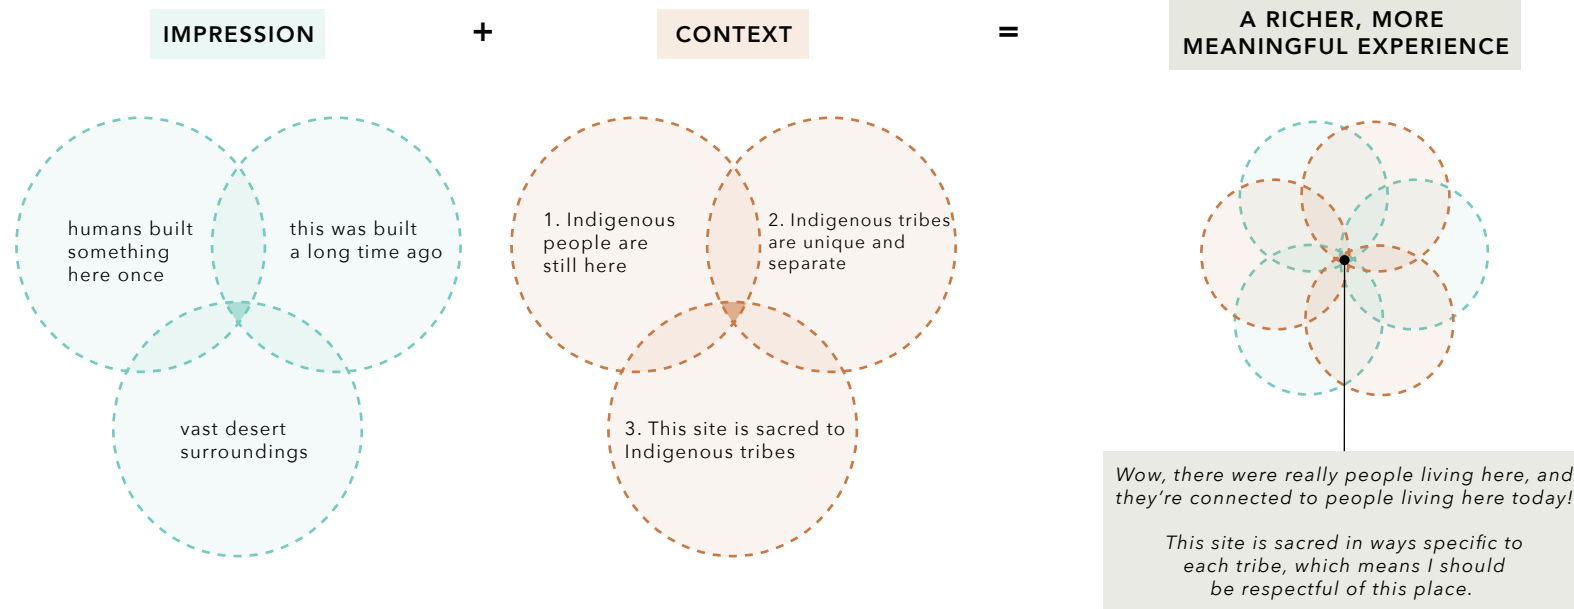 IMPRESSION
+
CONTEXT
=
A RICHER, MORE
MEANINGFUL EXPERIENCE
humans built
something
here once
this was built
a long time ago
vast desert
surroundings
1. Indigenous
people are
still here
2. Indigenous tribes
are unique and
separate
3. This site is sacred to
Indigenous tribes
Wow, there were really people living here, and
they’re connected to people living here today!
This site is sacred in ways specific to
each tribe, which means I should
be respectful of this place.